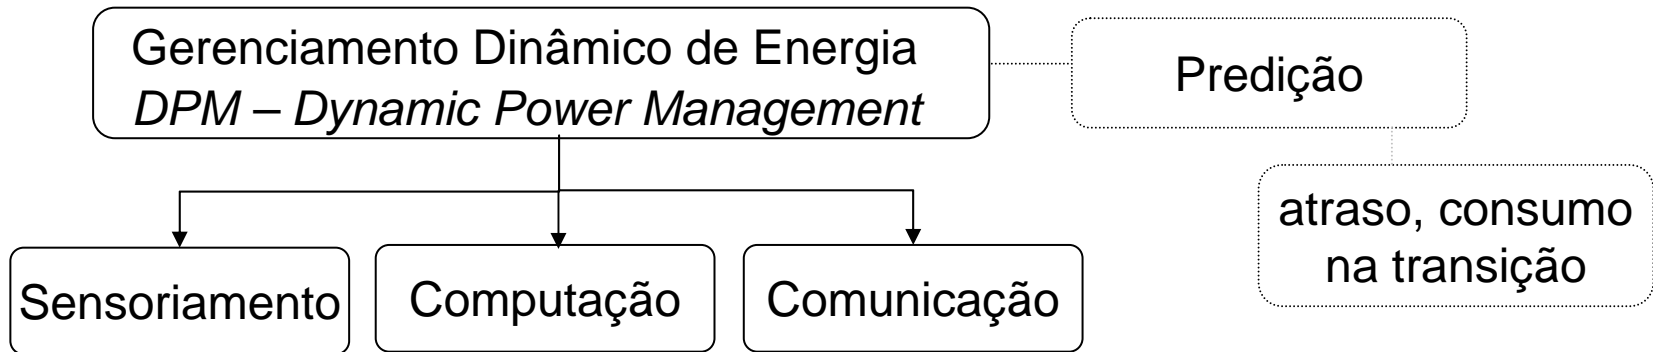 Gerenciamento Dinâmico de Energia
DPM – Dynamic Power Management
Predição
atraso, consumo
na transição
Sensoriamento
Computação
Comunicação